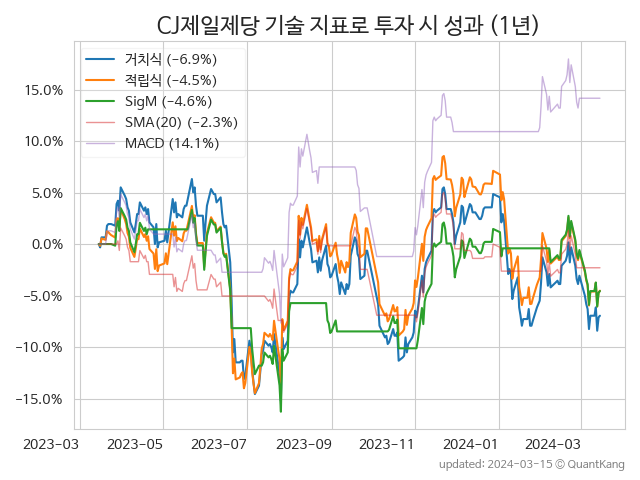 CJ제일제당 기술 지표로 투자 시 성과 (1년)
거치식 (−6.9%)
적립식 (−4.5%)
SigM (−4.6%)
SMA(20) (−2.3%)
MACD (14.1%)
15.0%
10.0%
5.0%
0.0%
−5.0%
−10.0%
−15.0%
2023−03 2023−05 2023−07 2023−09 2023−11 2024−01 2024−03
updated: 2024-03-15 © QuantKang